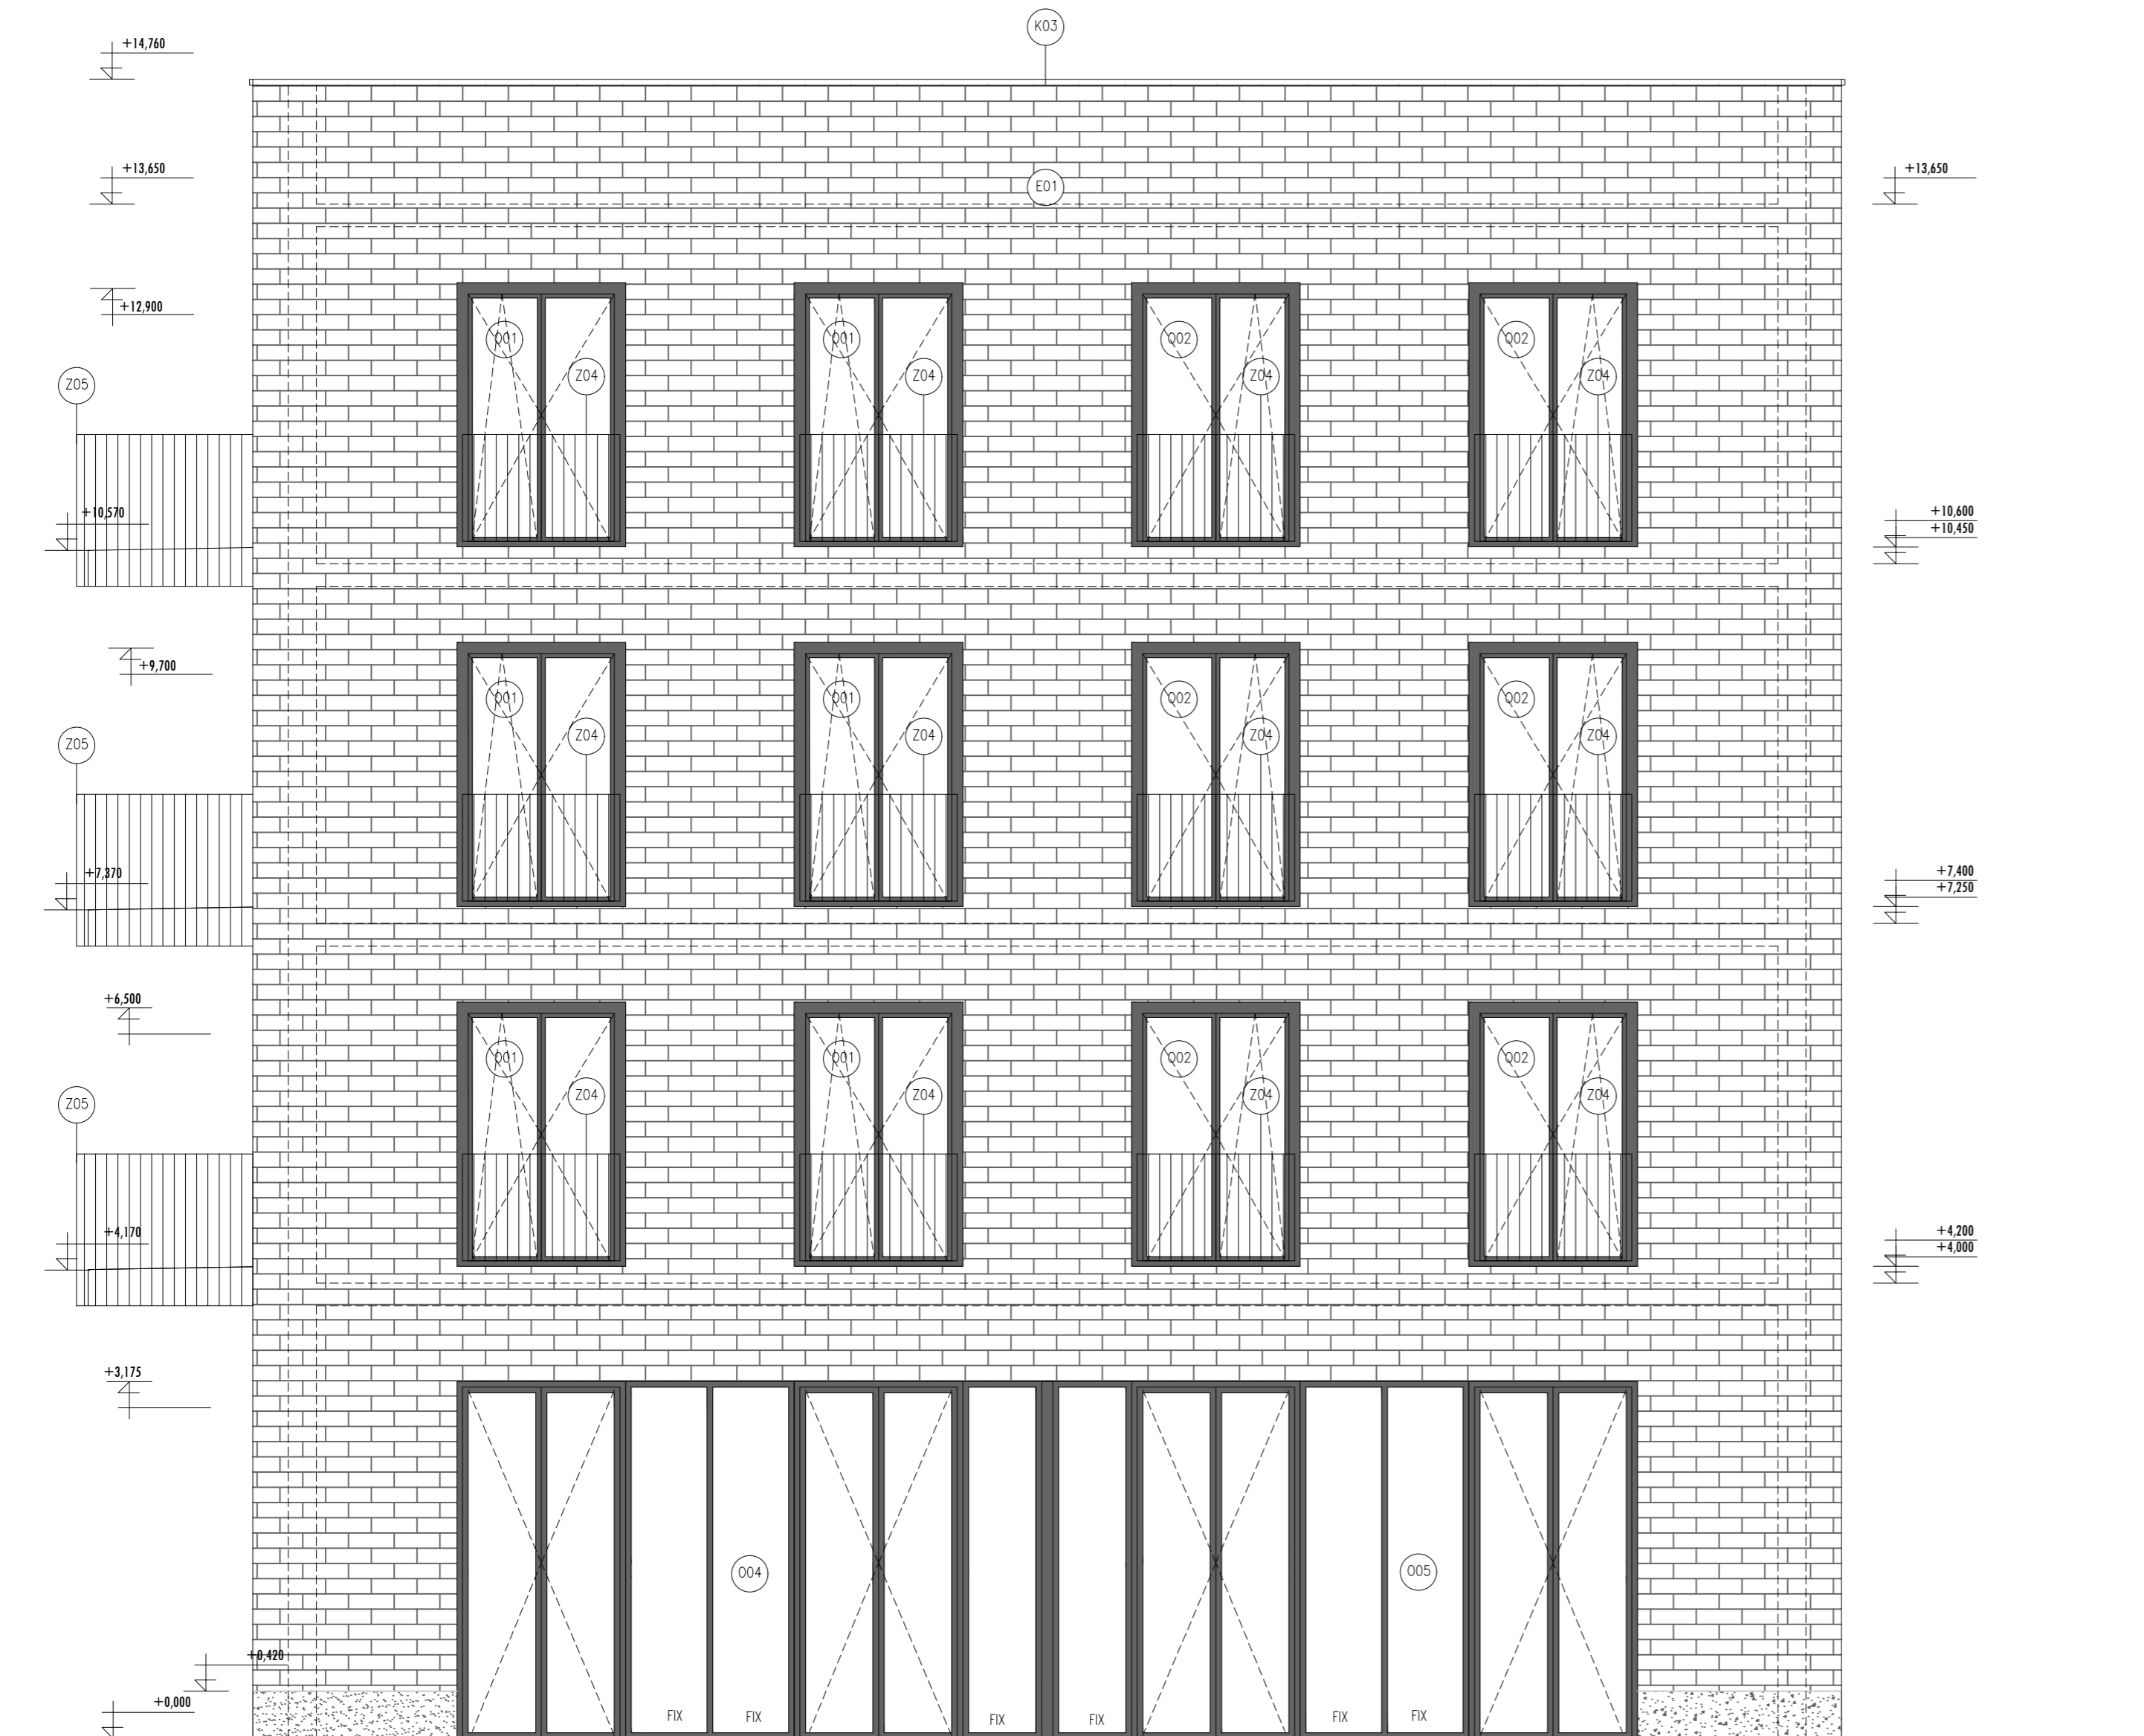 K03
+14,760
+13,650
+13,650
E01
+12,900
O01
O01
O02
O02
Z05
Z04
Z04
Z04
Z04
+10,570
+10,600
+10,450
+9,700
O01
O01
O02
O02
Z05
Z04
Z04
Z04
Z04
+7,370
+7,400
+7,250
+6,500
O01
O01
O02
O02
Z05
Z04
Z04
Z04
Z04
+4,170
+4,200
+4,000
+3,175
O04
O05
+0,420
+0,000
FIX
FIX
FIX
FIX
FIX
FIX